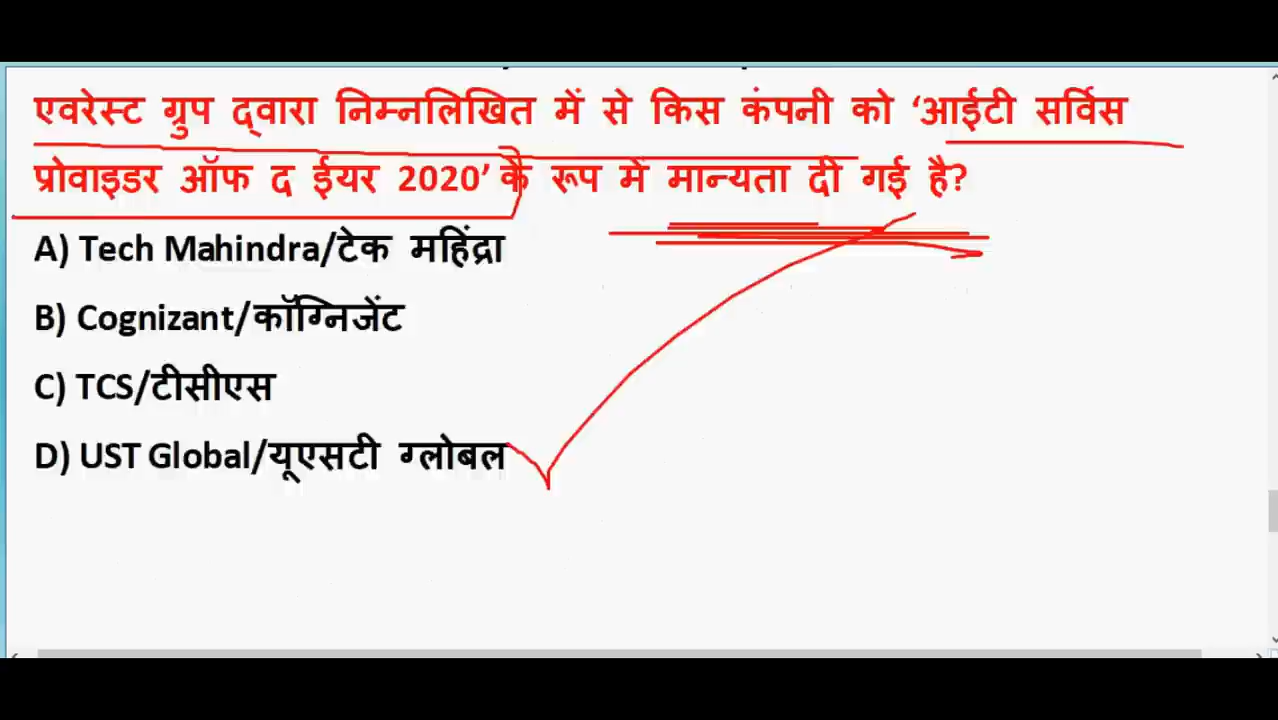 एवरेस्ट ग्रुप द्वारा निम्नलिखित में से किस कंपनी को ‘आईटी सर्विस
प्रोवाइडर ऑफ द ईयर 2020’ के रूप में मान्यता दी गई है?
A) Tech Mahindra/टेक महिंद्रा
B) Cognizant/कॉग्निजेंट
C) TCS/टीसीएस
D) UST Global/यूएसटी ग्लोबल